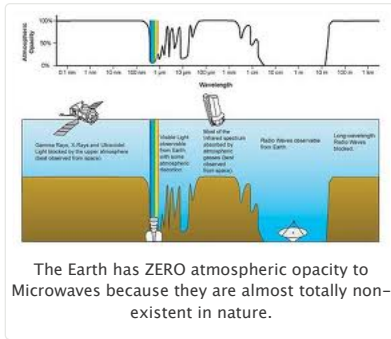 Atmospheric
Opacity
100%
50%
0%
0.1 nm 1 nm 10 nm 100 nm 1 μm 10 μm 100 μm 1 mm 1 cm 10 cm 1 m 10 m 100 m 1 km
Wavelength
Gamma Rays, X-Rays and Ultraviolet
Light blocked by the upper atmosphere
(best observed from space).
Visible Light
observable
from Earth,
with some
atmospheric
distortion.
Most of the
Infrared spectrum
absorbed by
atmospheric
gasses (best
observed
from space).
Radio Waves observable
from Earth.
Long-wavelength
Radio Waves
blocked.
The Earth has ZERO atmospheric opacity to
Microwaves because they are almost totally non-
existent in nature.